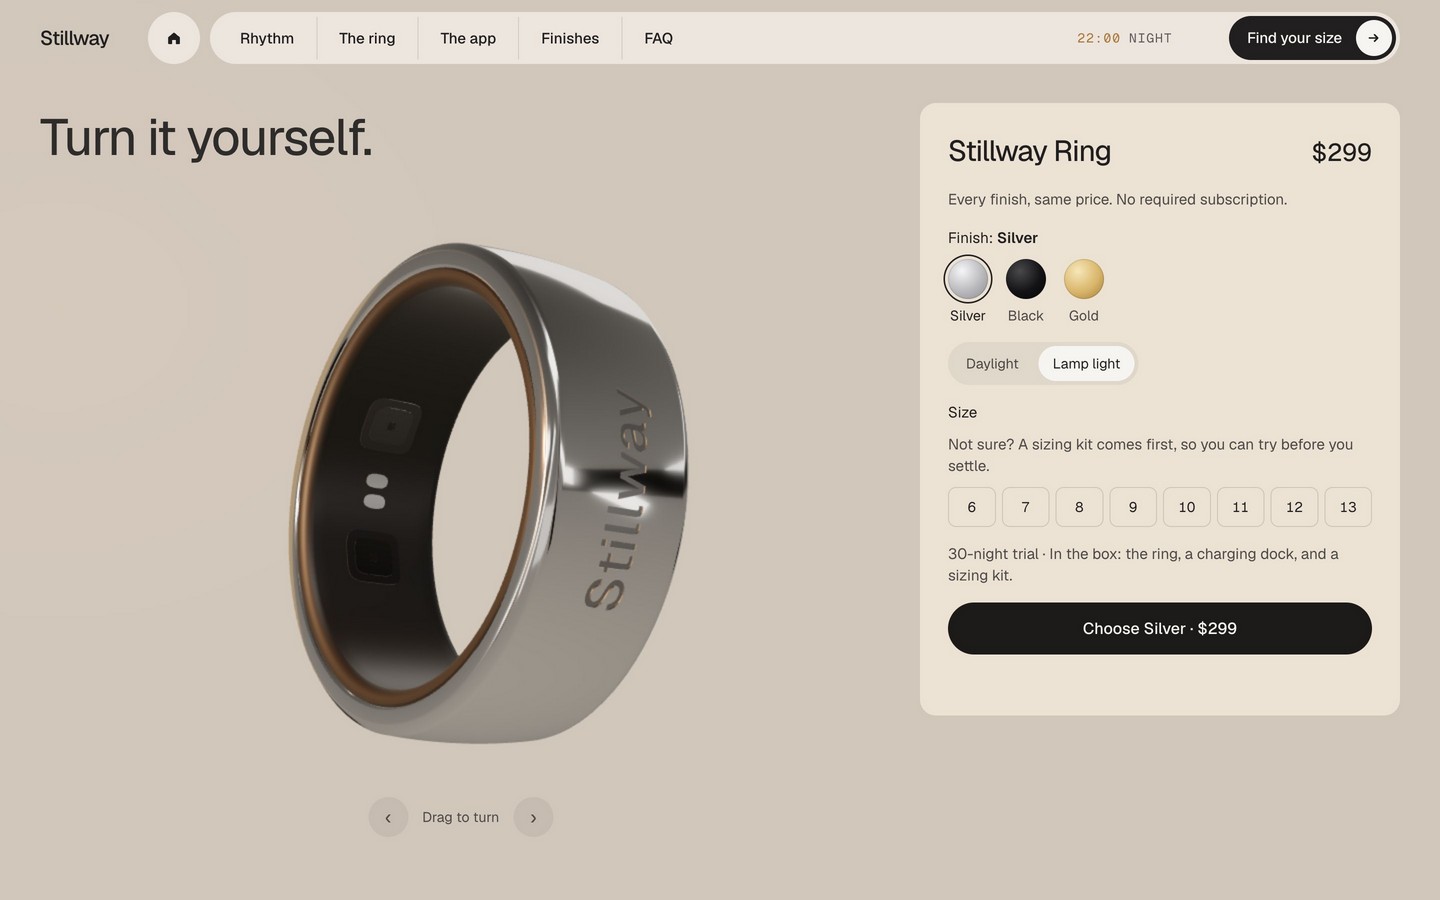 Stillway
Rhythm
The ring
The app
Finishes
FAQ
22:00 NIGHT
Find your size
Turn it yourself.
Stillway
Drag to turn
Stillway Ring
$299
Every finish, same price. No required subscription.
Finish: Silver
Silver
Black
Gold
Daylight
Lamp light
Size
Not sure? A sizing kit comes first, so you can try before you
settle.
6
7
8
9
10
11
12
13
30-night trial · In the box: the ring, a charging dock, and a
sizing kit.
Choose Silver · $299